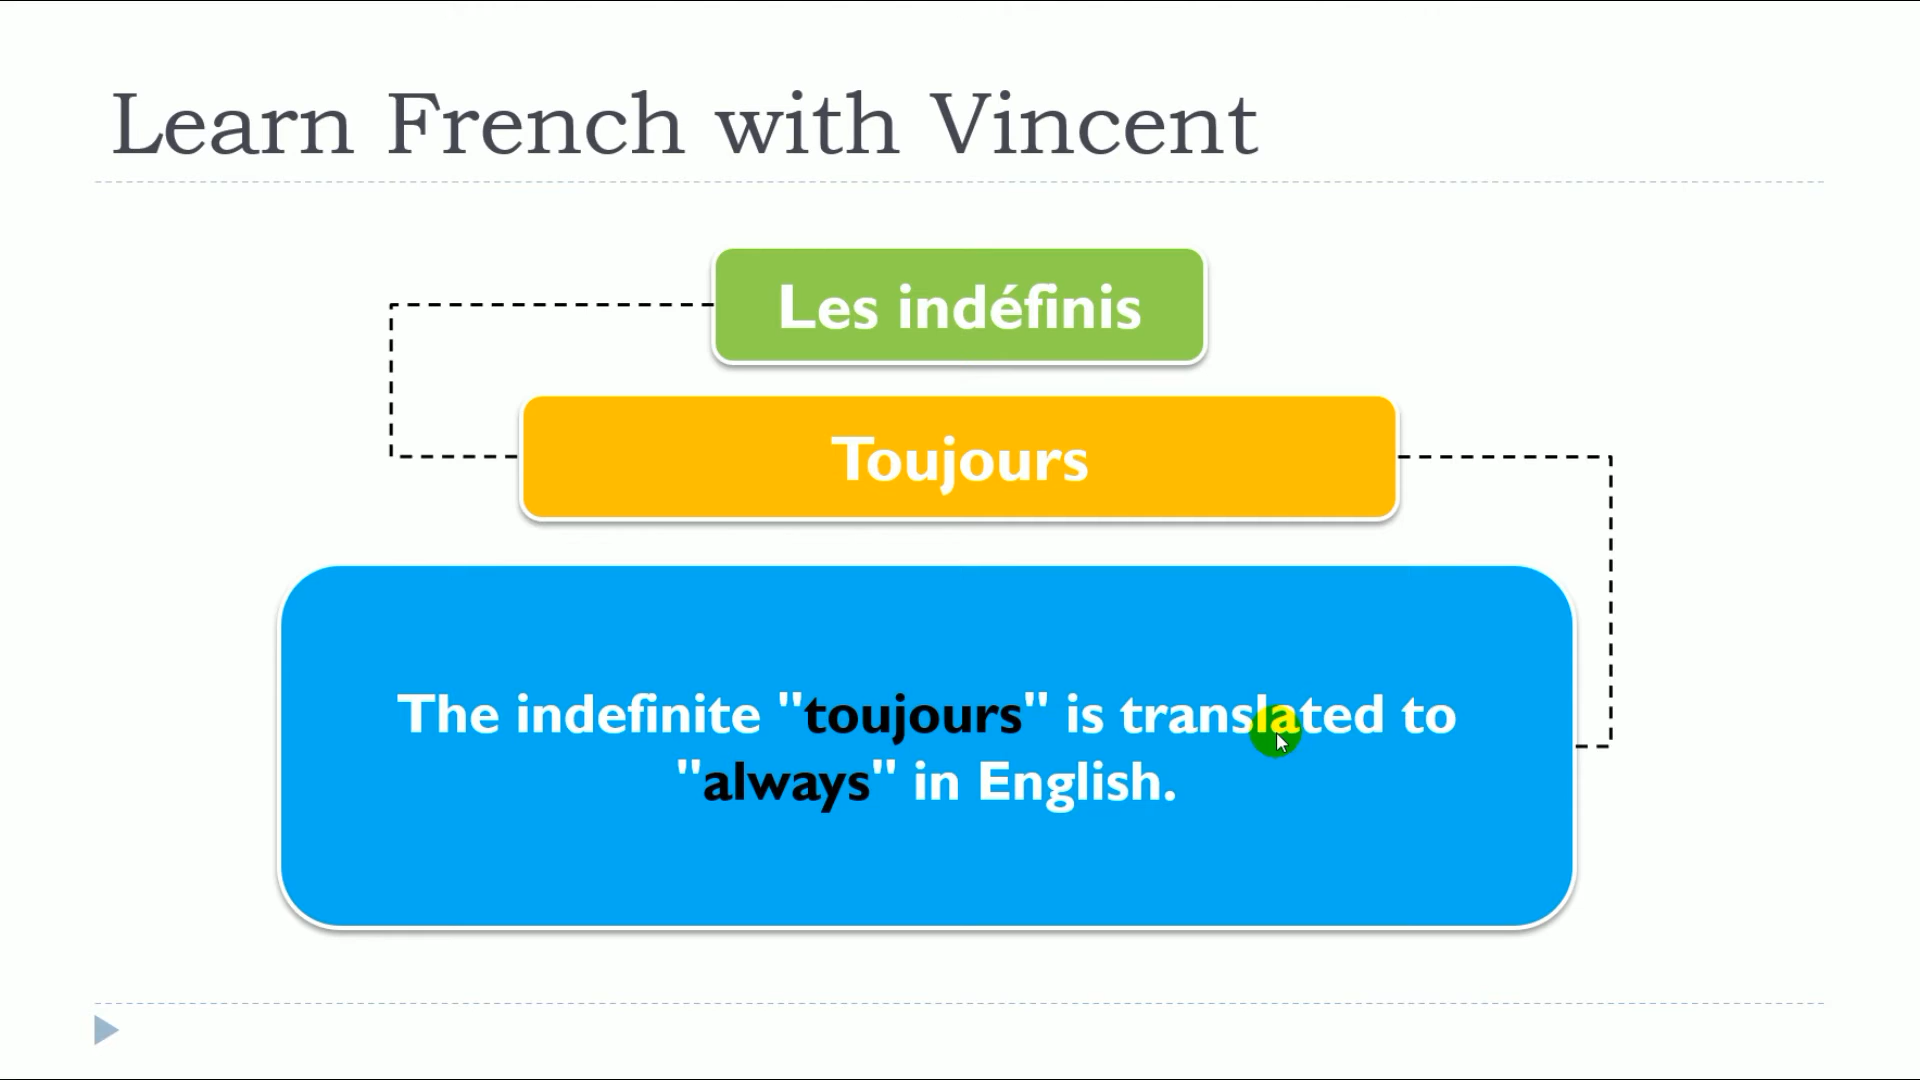 Learn French with Vincent
Les indéfinis
Toujours
The indefinite "toujours" is translated to
"always" in English.